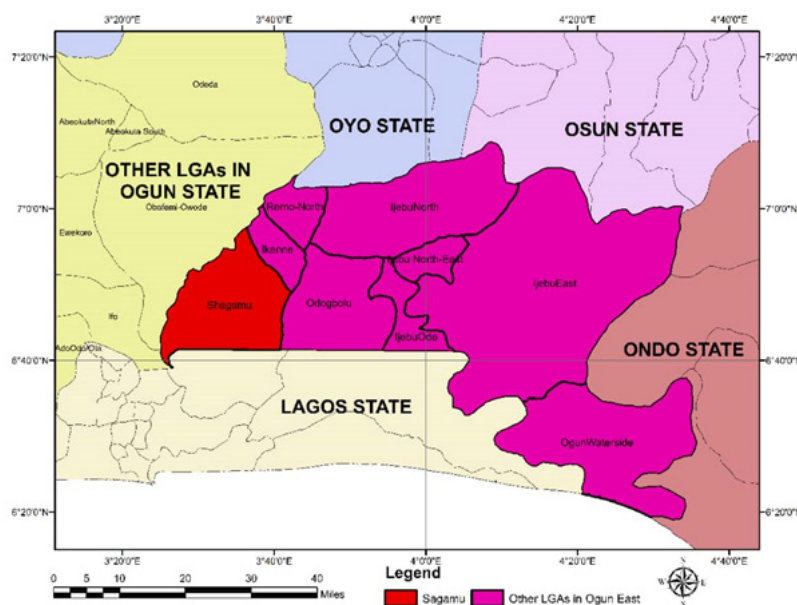 3°20'0"E 3°40'0"E 4°0'0"E 4°20'0"E 4°40'0"E
7°20'0"N 7°20'0"N
Odeda
AbeokutaNorth
Abeokuta South
OYO STATE
OSUN STATE
OTHER LGAs IN
OGUN STATE
Obafemi-Owode
7°0'0"N 7°0'0"N
Remo-North
IjebuNorth
Ewekoro
Ikenne
Ijebu North-East
IjebuEast
Shagamu
Odogbolu
Ifo
IjebuOde
AdoOdo/Ota
ONDO STATE
6°40'0"N 6°40'0"N
LAGOS STATE
OgunWaterside
6°20'0"N 6°20'0"N
3°20'0"E 3°40'0"E 4°0'0"E 4°20'0"E 4°40'0"E
0 5 10 20 30 40
Miles
Legend
Sagamu
Other LGAs in Ogun East
N
W E
S